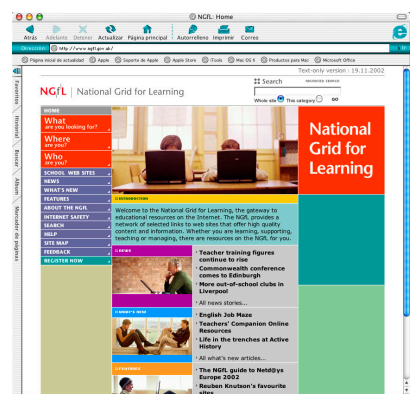 NGfL: Home
Atrás Adelante Detener Actualizar Página principal Autorrelleno Imprimir Correo
Dirección: http://www.ngfl.gov.uk/
Página inicial de actualidad Apple Soporte de Apple Apple Store iTools Mac OS X Productos para Mac Microsoft Office
Favoritos
Historial
Buscar
Álbum
Marcador de páginas
Text-only version : 19.11.2002
NGfL | National Grid for Learning
Search
ADVANCED SEARCH
Whole site This category GO
HOME
What
are you looking for?
Where
are you?
Who
are you?
SCHOOL WEB SITES
NEWS
WHAT'S NEW
FEATURES
ABOUT THE NGFL
INTERNET SAFETY
SEARCH
HELP
SITE MAP
FEEDBACK
REGISTER NOW
National
Grid for
Learning
INTRODUCTION
Welcome to the National Grid for Learning, the gateway to
educational resources on the Internet. The NGfL provides a
network of selected links to web sites that offer high quality
content and information. Whether you are learning, supporting,
teaching or managing, there are resources on the NGfL for you.
NEWS
Teacher training figures
continue to rise
Commonwealth conference
comes to Edinburgh
More out-of-school clubs in
Liverpool
All news stories...
WHAT'S NEW
English Job Maze
Teachers' Companion Online
Resources
Life in the trenches at Active
History
All what's new articles...
FEATURES
The NGfL guide to Netd@ys
Europe 2002
Reuben Knutson's favourite
sites